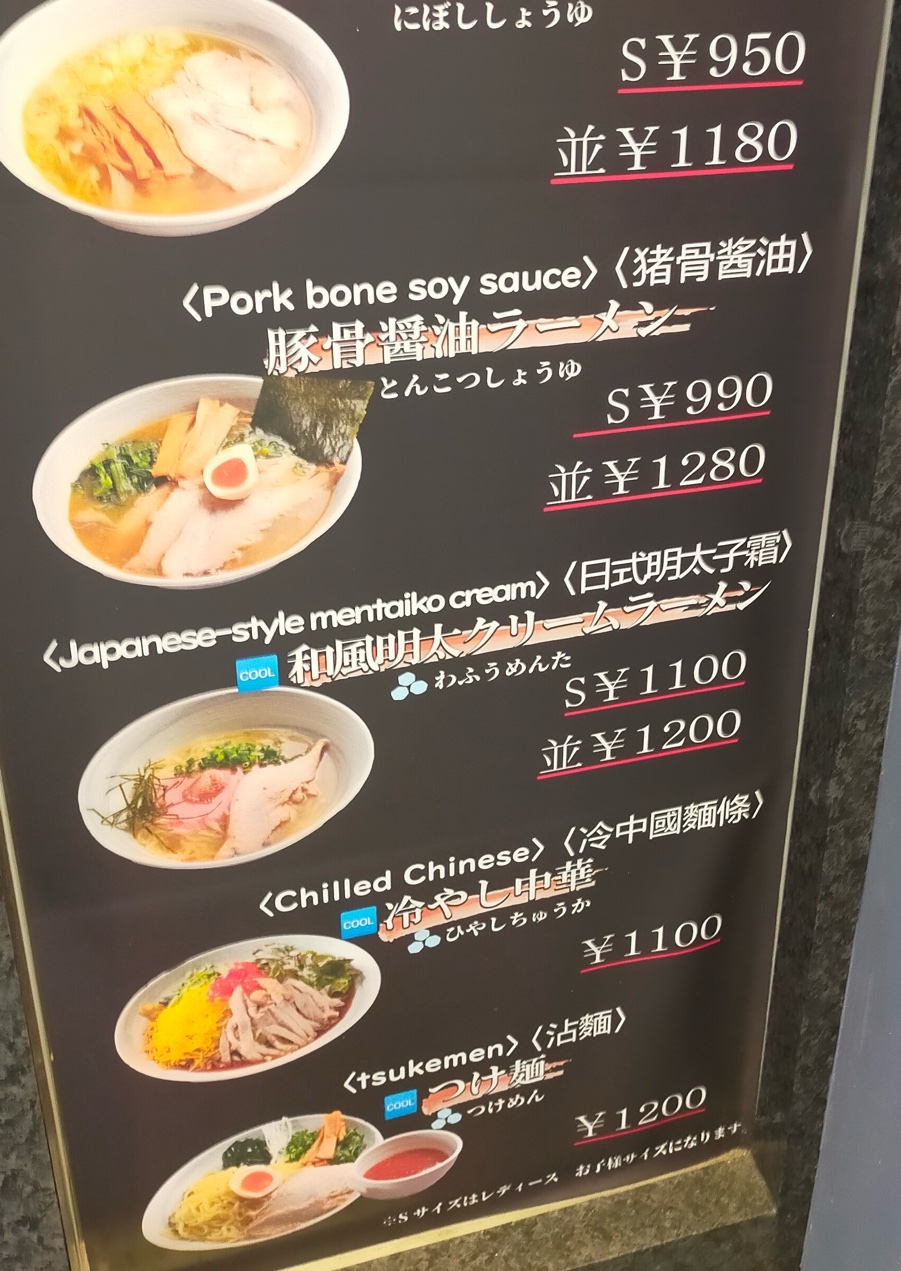 にぼししょうゆ
S¥950
並¥1180
〈Pork bone soy sauce〉〈猪骨酱油〉
豚骨醤油ラーメン
とんこつしょうゆ
S¥990
並¥1280
〈Japanese-style mentaiko cream〉〈日式明太子霜〉
COOL 和風明太クリームラーメン
わふうめんた
S¥1100
並¥1200
〈Chilled Chinese〉〈冷中國麵條〉
COOL 冷やし中華
ひやしちゅうか
¥1100
〈tsukemen〉〈沾麵〉
COOL つけ麺
つけめん
¥1200
※Sサイズはレディース お子様サイズになります